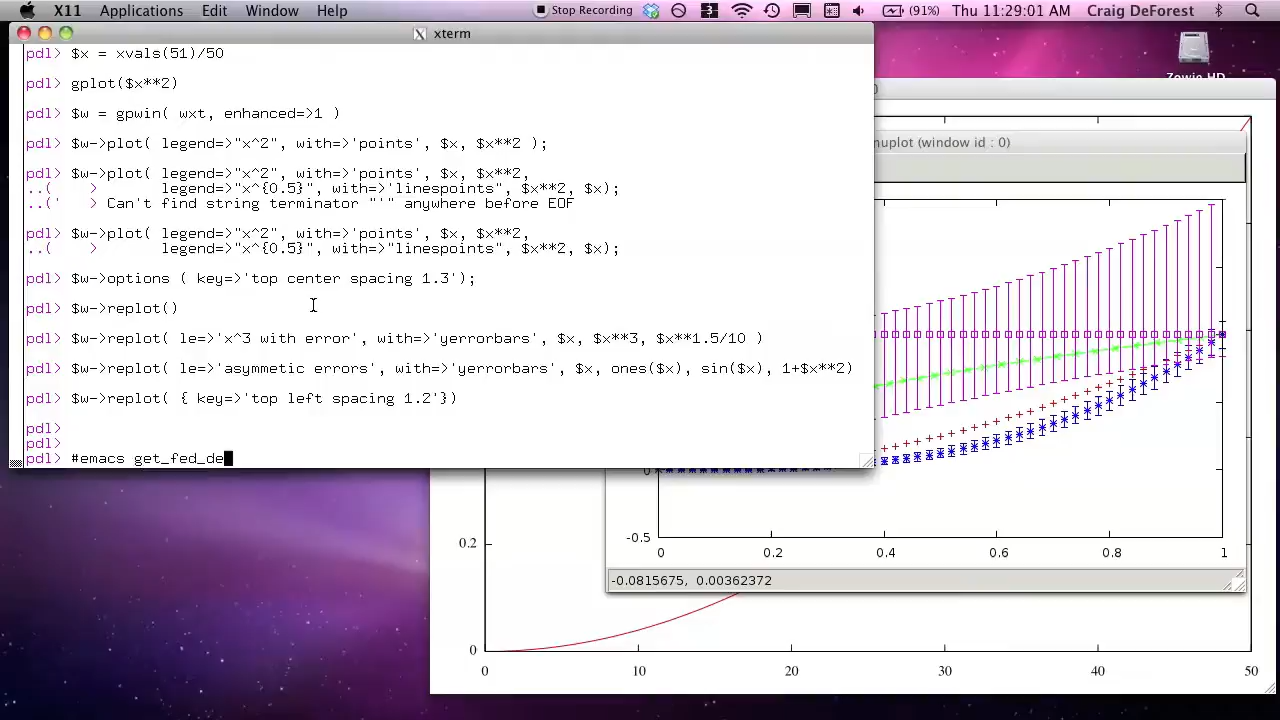 X11 Applications Edit Window Help Stop Recording 3 (91%) Thu 11:29:01 AM Craig DeForest
xterm
pdl> $x = xvals(51)/50
pdl> gplot($x**2)
pdl> $w = gpwin( wxt, enhanced=>1 )
pdl> $w->plot( legend=>"x^2", with=>'points', $x, $x**2 );
pdl> $w->plot( legend=>"x^2", with=>'points', $x, $x**2,
..(    >         legend=>"x^{0.5}", with=>'linespoints", $x**2, $x);
..('   > Can't find string terminator "'" anywhere before EOF
pdl> $w->plot( legend=>"x^2", with=>'points', $x, $x**2,
..(    >         legend=>"x^{0.5}", with=>"linespoints", $x**2, $x);
pdl> $w->options ( key=>'top center spacing 1.3');
pdl> $w->replot()
pdl> $w->replot( le=>'x^3 with error', with=>'yerrorbars', $x, $x**3, $x**1.5/10 )
pdl> $w->replot( le=>'asymmetic errors', with=>'yerrorbars', $x, ones($x), sin($x), 1+$x**2)
pdl> $w->replot( { key=>'top left spacing 1.2'})
pdl>
pdl>
pdl> #emacs get_fed_de
Zowie HD
0
nuplot (window id : 0)
0
-0.5
0 0.2 0.4 0.6 0.8 1
-0.0815675, 0.00362372
0.2
0
0 10 20 30 40 50